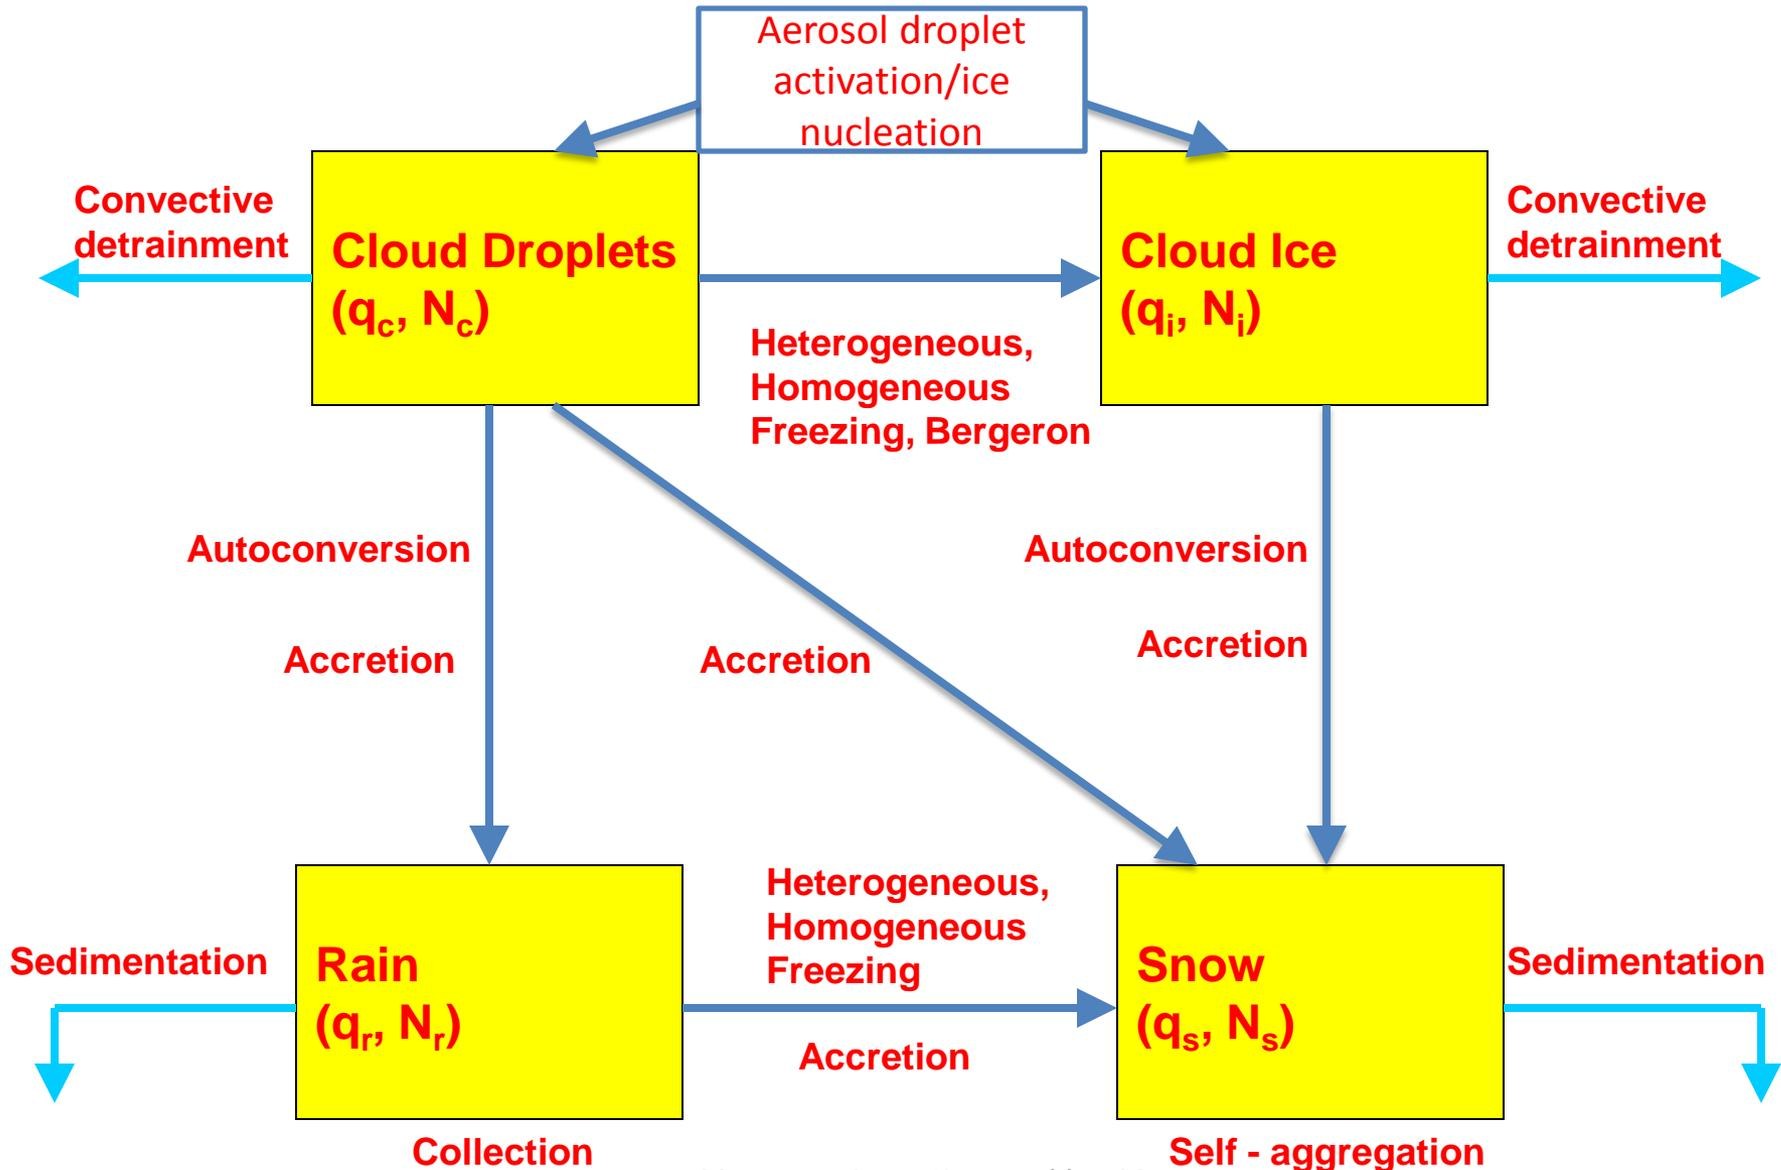 Aerosol droplet
activation/ice
nucleation
Convective
detrainment
Cloud Droplets
(qc, Nc)
Cloud Ice
(qi, Ni)
Convective
detrainment
Heterogeneous,
Homogeneous
Freezing, Bergeron
Autoconversion
Autoconversion
Accretion
Accretion
Accretion
Heterogeneous,
Homogeneous
Freezing
Sedimentation
Rain
(qr, Nr)
Snow
(qs, Ns)
Sedimentation
Accretion
Collection
Self - aggregation